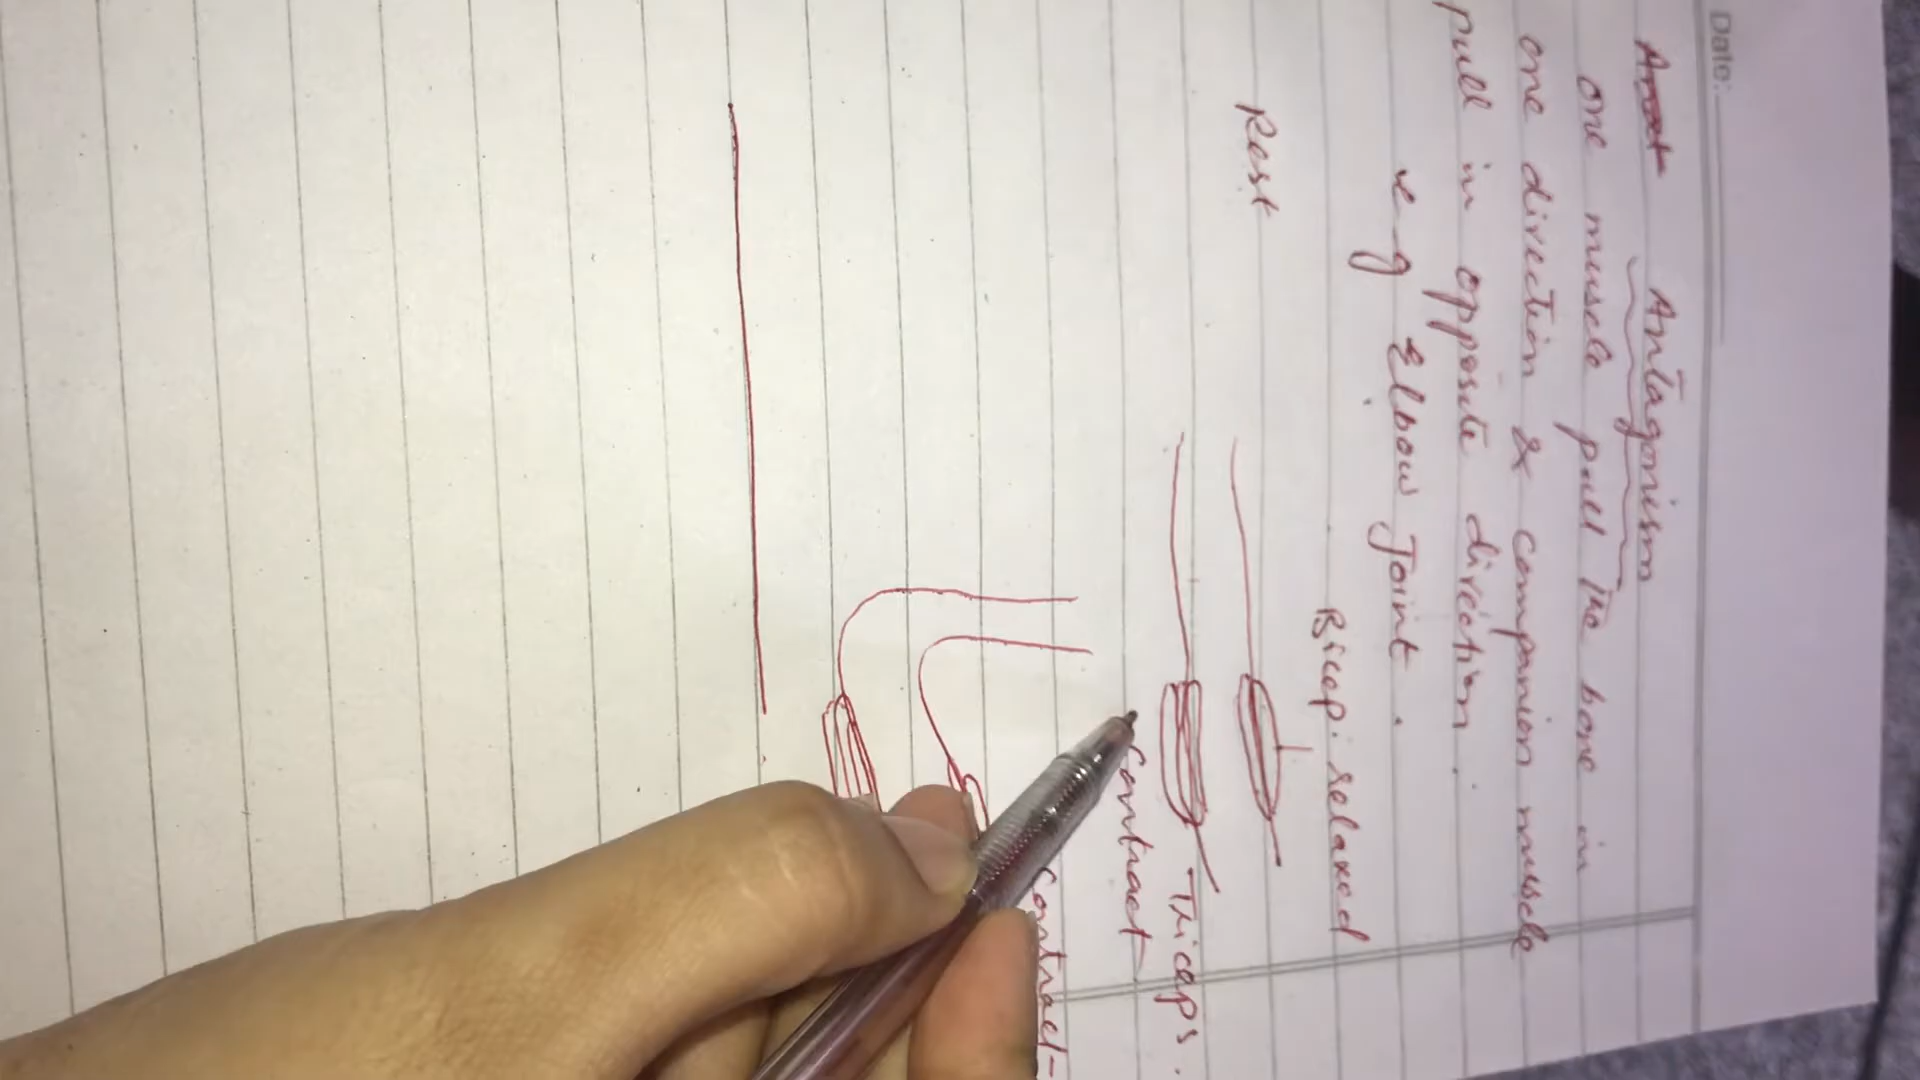 Date:
Antagonism
one muscle pull the bone in
one direction & companion muscle
pull in opposite direction.
e g Elbow Joint.
Bicep. relaxed
Rest
Triceps.
Contract
Contract-